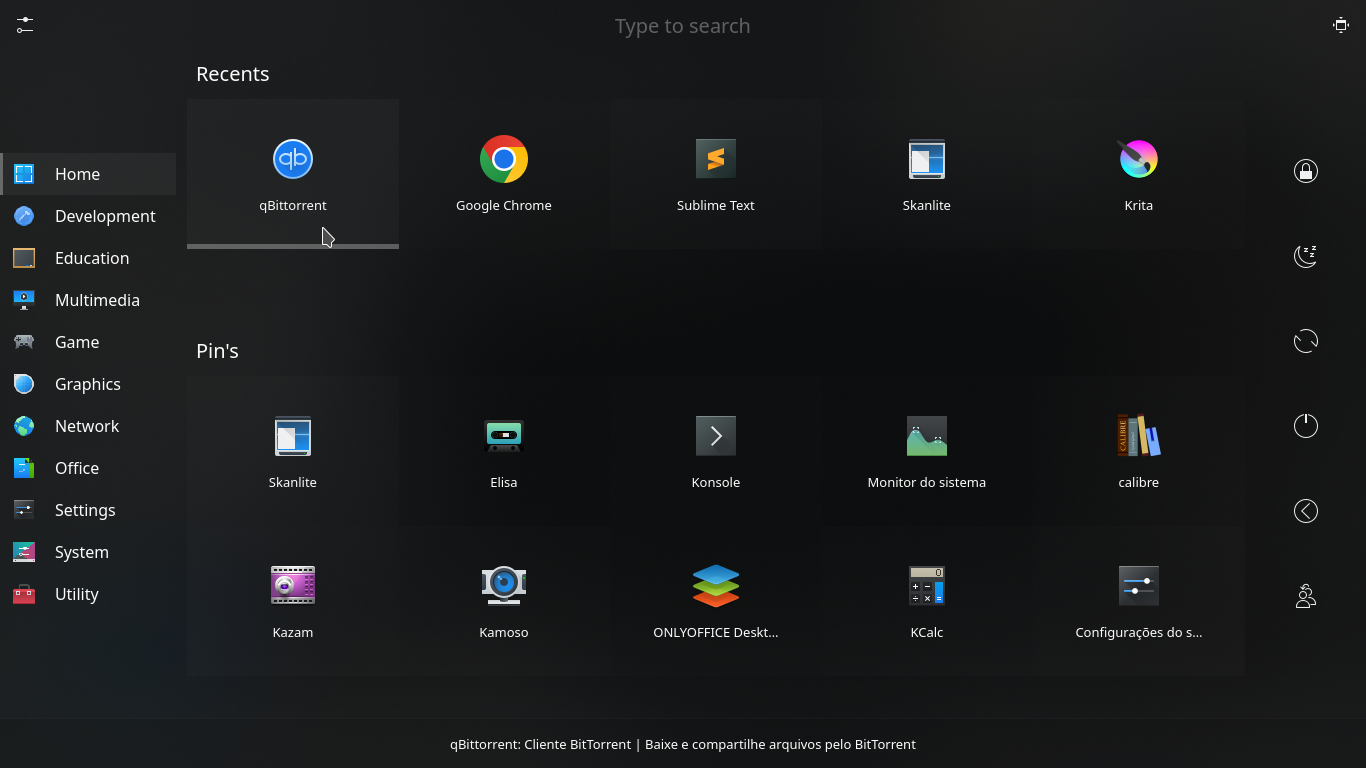 Type to search
Recents
qBittorrent
Google Chrome
Sublime Text
Skanlite
Krita
Home
Development
Education
Multimedia
Game
Graphics
Network
Office
Settings
System
Utility
Pin's
Skanlite
Elisa
Konsole
Monitor do sistema
CALIBRE
calibre
0
Kazam
Kamoso
ONLYOFFICE Deskt...
KCalc
Configurações do s...
qBittorrent: Cliente BitTorrent | Baixe e compartilhe arquivos pelo BitTorrent